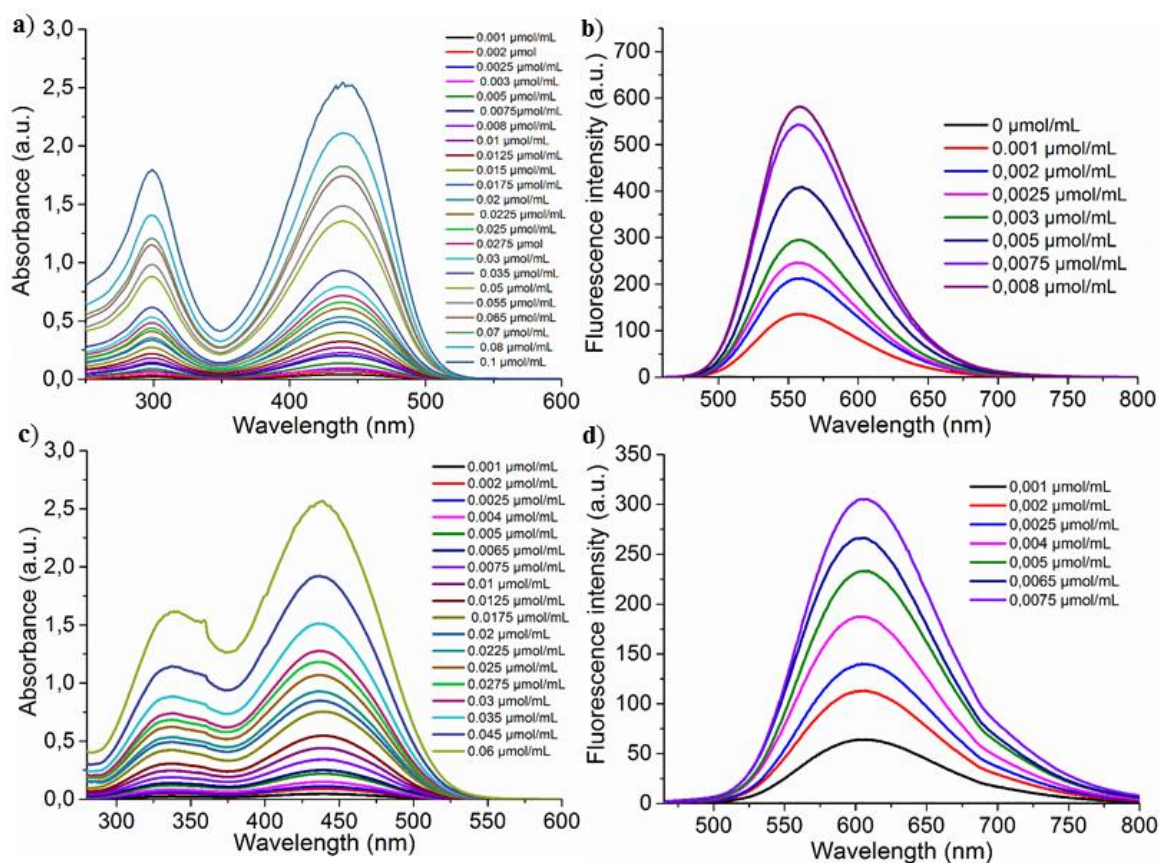 a)
Absorbance (a.u.)
3,0
2,5
2,0
1,5
1,0
0,5
0,0
300
400
500
600
Wavelength (nm)
0.001 µmol/mL
0.002 µmol
0.0025 µmol/mL
0.003 µmol/mL
0.005 µmol/mL
0.0075µmol/mL
0.008 µmol/mL
0.01 µmol/mL
0.0125 µmol/mL
0.015 µmol/mL
0.0175 µmol/mL
0.02 µmol/mL
0.0225 µmol/mL
0.025 µmol/mL
0.0275 µmol
0.03 µmol/mL
0.035 µmol/mL
0.05 µmol/mL
0.055 µmol/mL
0.065 µmol/mL
0.07 µmol/mL
0.08 µmol/mL
0.1 µmol/mL
b)
Fluorescence intensity (a.u.)
700
600
500
400
300
200
100
0
500
550
600
650
700
750
800
Wavelength (nm)
0 µmol/mL
0.001 µmol/mL
0,002 µmol/mL
0,0025 µmol/mL
0,003 µmol/mL
0,005 µmol/mL
0,0075 µmol/mL
0,008 µmol/mL
c)
Absorbance (a.u.)
3,0
2,5
2,0
1,5
1,0
0,5
0,0
300
350
400
450
500
550
600
Wavelength (nm)
0.001 µmol/mL
0.002 µmol/mL
0.0025 µmol/mL
0.004 µmol/mL
0.005 µmol/mL
0.0065 µmol/mL
0.0075 µmol/mL
0.01 µmol/mL
0.0125 µmol/mL
0.0175 µmol/mL
0.02 µmol/mL
0.0225 µmol/mL
0.025 µmol/mL
0.0275 µmol/mL
0.03 µmol/mL
0.035 µmol/mL
0.045 µmol/mL
0.06 µmol/mL
d)
Fluorescence intensity (a.u.)
350
300
250
200
150
100
50
0
500
550
600
650
700
750
800
Wavelength (nm)
0,001 µmol/mL
0,002 µmol/mL
0,0025 µmol/mL
0,004 µmol/mL
0,005 µmol/mL
0,0065 µmol/mL
0,0075 µmol/mL